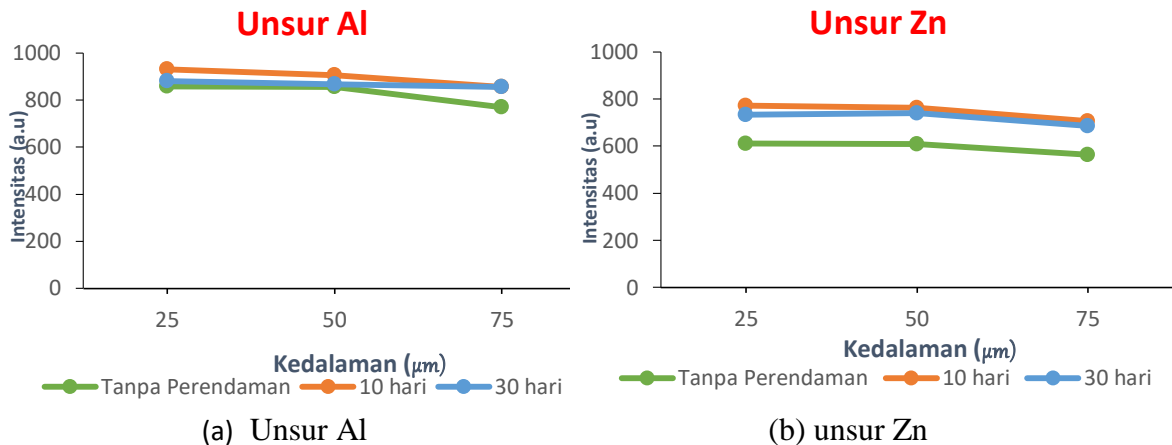 Unsur Al
1000
800
600
400
200
0
Intensitas (a.u)
25 50 75
Kedalaman (μm)
Tanpa Perendaman 10 hari 30 hari
(a) Unsur Al
Unsur Zn
1000
800
600
400
200
0
Intensitas (a.u)
25 50 75
Kedalaman (μm)
Tanpa Perendaman 10 hari 30 hari
(b) unsur Zn